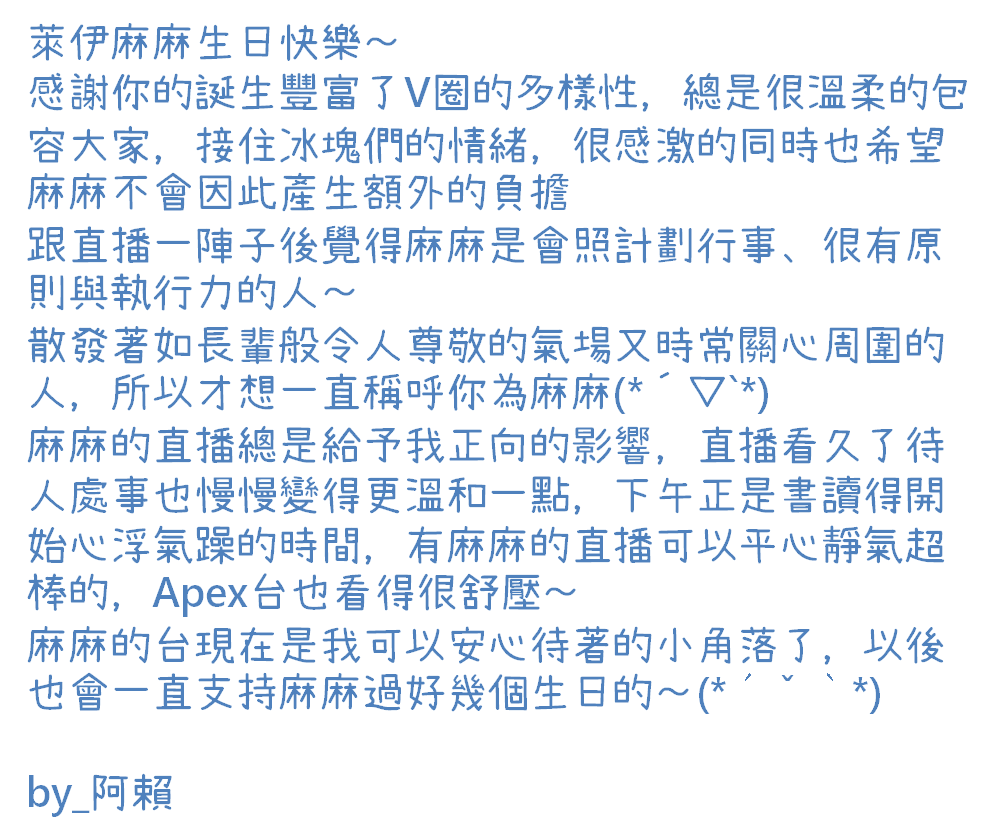 萊伊麻麻生日快樂～
感謝你的誕生豐富了V圈的多樣性，總是很溫柔的包
容大家，接住冰塊們的情緒，很感激的同時也希望
麻麻不會因此產生額外的負擔
跟直播一陣子後覺得麻麻是會照計劃行事、很有原
則與執行力的人～
散發著如長輩般令人尊敬的氣場又時常關心周圍的
人，所以才想一直稱呼你為麻麻(*´▽`*)
麻麻的直播總是給予我正向的影響，直播看久了待
人處事也慢慢變得更溫和一點，下午正是書讀得開
始心浮氣躁的時間，有麻麻的直播可以平心靜氣超
棒的，Apex台也看得很舒壓～
麻麻的台現在是我可以安心待著的小角落了，以後
也會一直支持麻麻過好幾個生日的～(*ˊˇˋ*)
by_阿賴